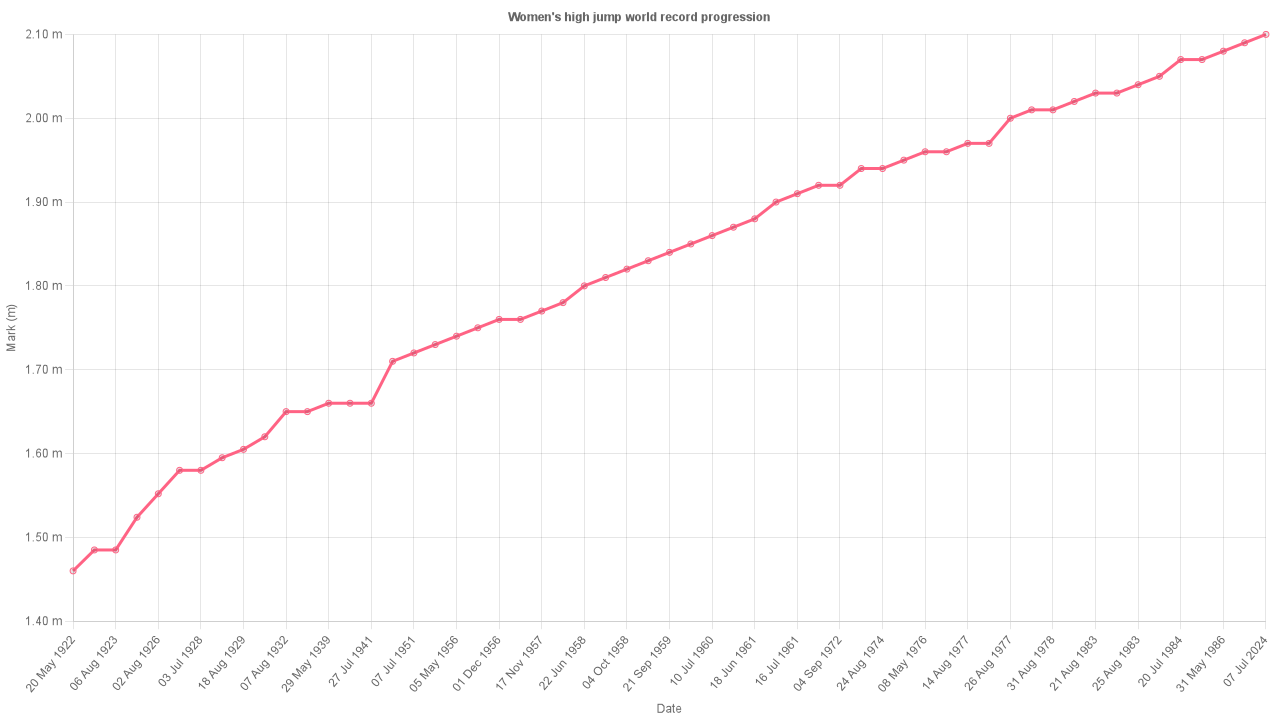 Women's high jump world record progression
2.10 m
2.00 m
1.90 m
1.80 m
1.70 m
1.60 m
1.50 m
1.40 m
Mark (m)
20 May 1922
06 Aug 1923
02 Aug 1926
03 Jul 1928
18 Aug 1929
07 Aug 1932
29 May 1939
27 Jul 1941
07 Jul 1951
05 May 1956
01 Dec 1956
17 Nov 1957
22 Jun 1958
04 Oct 1958
21 Sep 1959
10 Jul 1960
18 Jun 1961
16 Jul 1961
04 Sep 1972
24 Aug 1974
08 May 1976
14 Aug 1977
26 Aug 1977
31 Aug 1978
21 Aug 1983
25 Aug 1983
20 Jul 1984
31 May 1986
07 Jul 2024
Date